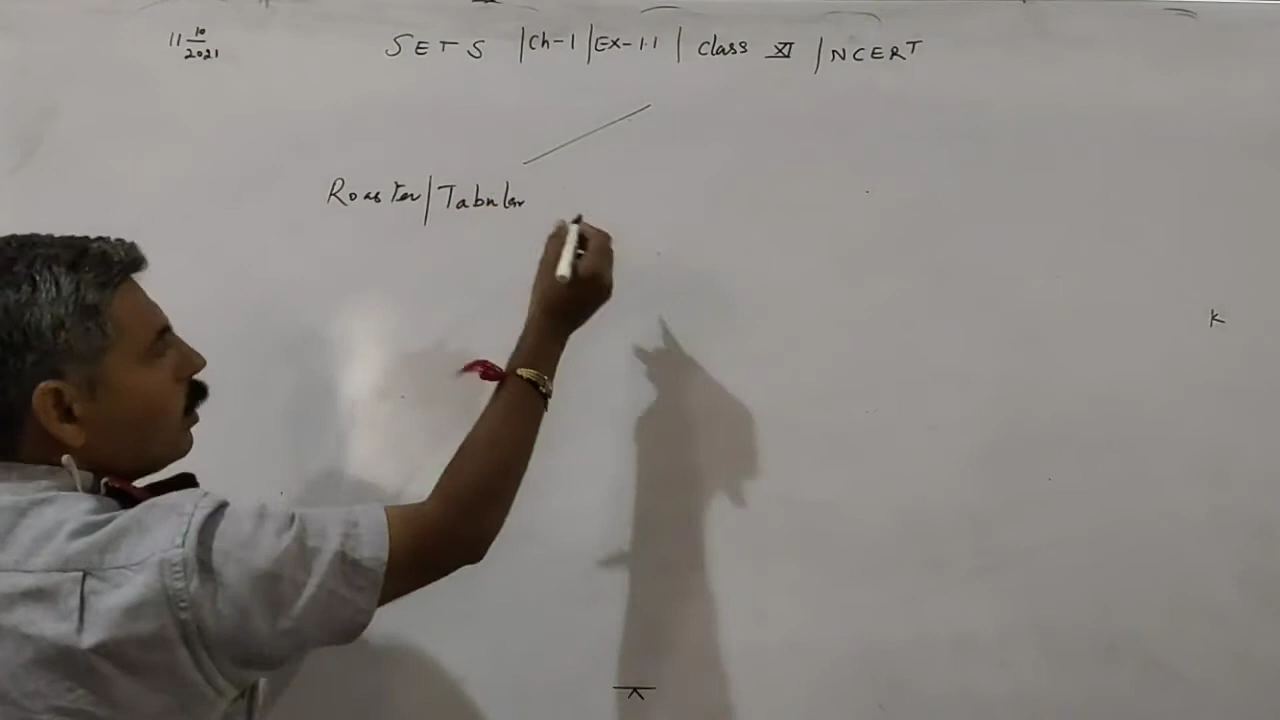 11 10/2021 SETS | Ch-1 | Ex-1.1 | Class XI | NCERT
Roaster/Tabular
K